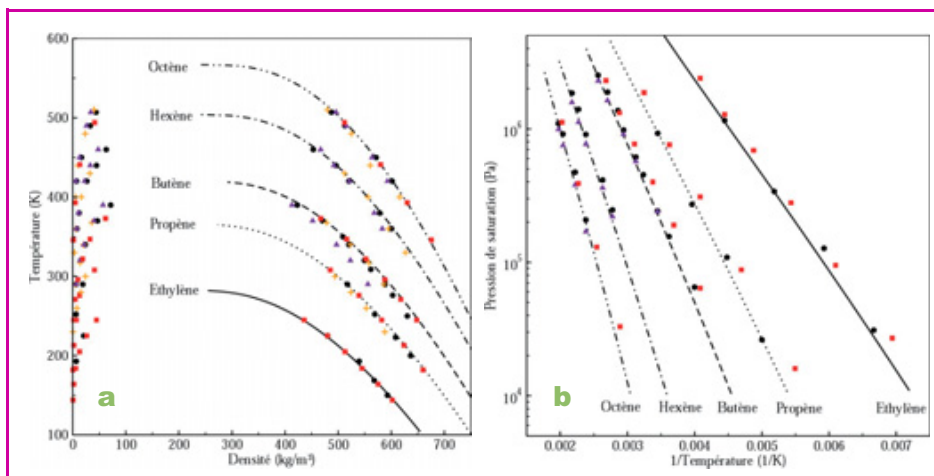 600
500
400
300
200
100
Température (K)
Octène
Hexène
Butène
Propène
Ethylène
a
0 100 200 300 400 500 600 700
Densité (kg/m³)
10⁶
10⁵
10⁴
Pression de saturation (Pa)
b
Octène Hexène Butène Propène Ethylène
0.002 0.003 0.004 0.005 0.006 0.007
1/Température (1/K)